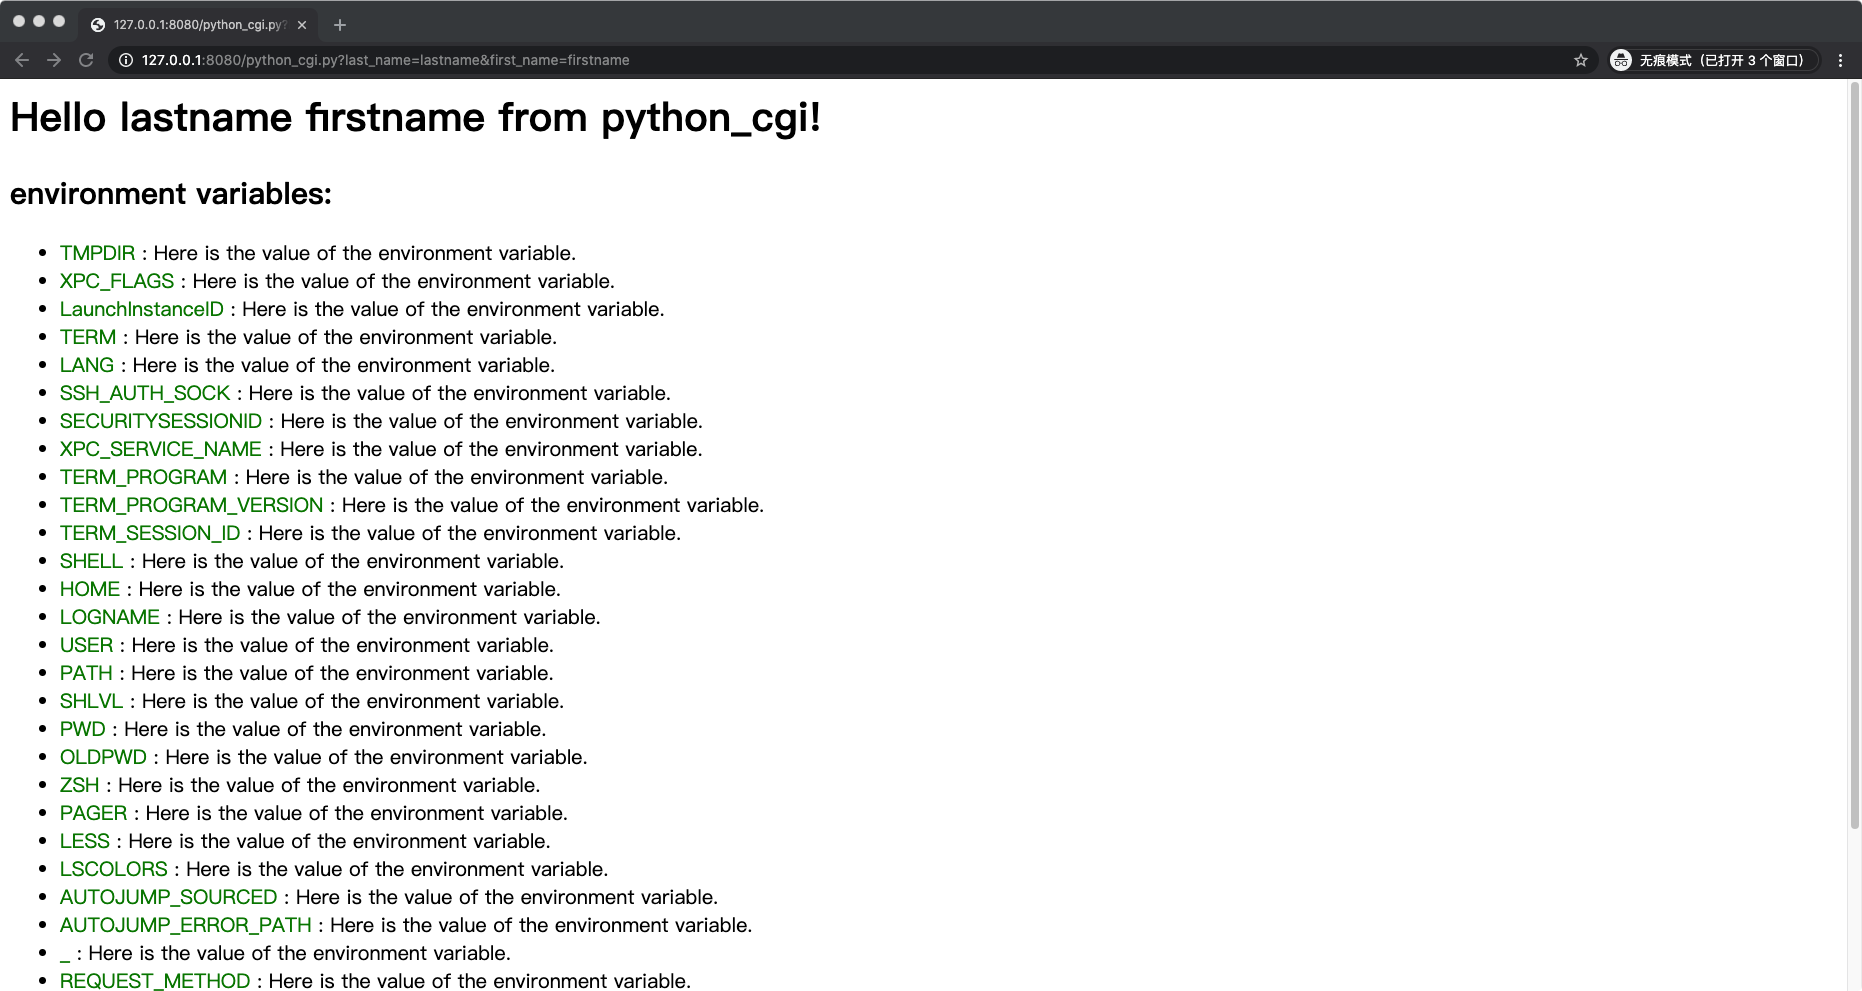 127.0.0.1:8080/python_cgi.py?
127.0.0.1:8080/python_cgi.py?last_name=lastname&first_name=firstname
无痕模式（已打开 3 个窗口）
Hello lastname firstname from python_cgi!
environment variables:
• TMPDIR : Here is the value of the environment variable.
• XPC_FLAGS : Here is the value of the environment variable.
• LaunchInstanceID : Here is the value of the environment variable.
• TERM : Here is the value of the environment variable.
• LANG : Here is the value of the environment variable.
• SSH_AUTH_SOCK : Here is the value of the environment variable.
• SECURITYSESSIONID : Here is the value of the environment variable.
• XPC_SERVICE_NAME : Here is the value of the environment variable.
• TERM_PROGRAM : Here is the value of the environment variable.
• TERM_PROGRAM_VERSION : Here is the value of the environment variable.
• TERM_SESSION_ID : Here is the value of the environment variable.
• SHELL : Here is the value of the environment variable.
• HOME : Here is the value of the environment variable.
• LOGNAME : Here is the value of the environment variable.
• USER : Here is the value of the environment variable.
• PATH : Here is the value of the environment variable.
• SHLVL : Here is the value of the environment variable.
• PWD : Here is the value of the environment variable.
• OLDPWD : Here is the value of the environment variable.
• ZSH : Here is the value of the environment variable.
• PAGER : Here is the value of the environment variable.
• LESS : Here is the value of the environment variable.
• LSCOLORS : Here is the value of the environment variable.
• AUTOJUMP_SOURCED : Here is the value of the environment variable.
• AUTOJUMP_ERROR_PATH : Here is the value of the environment variable.
• _ : Here is the value of the environment variable.
• REQUEST_METHOD : Here is the value of the environment variable.